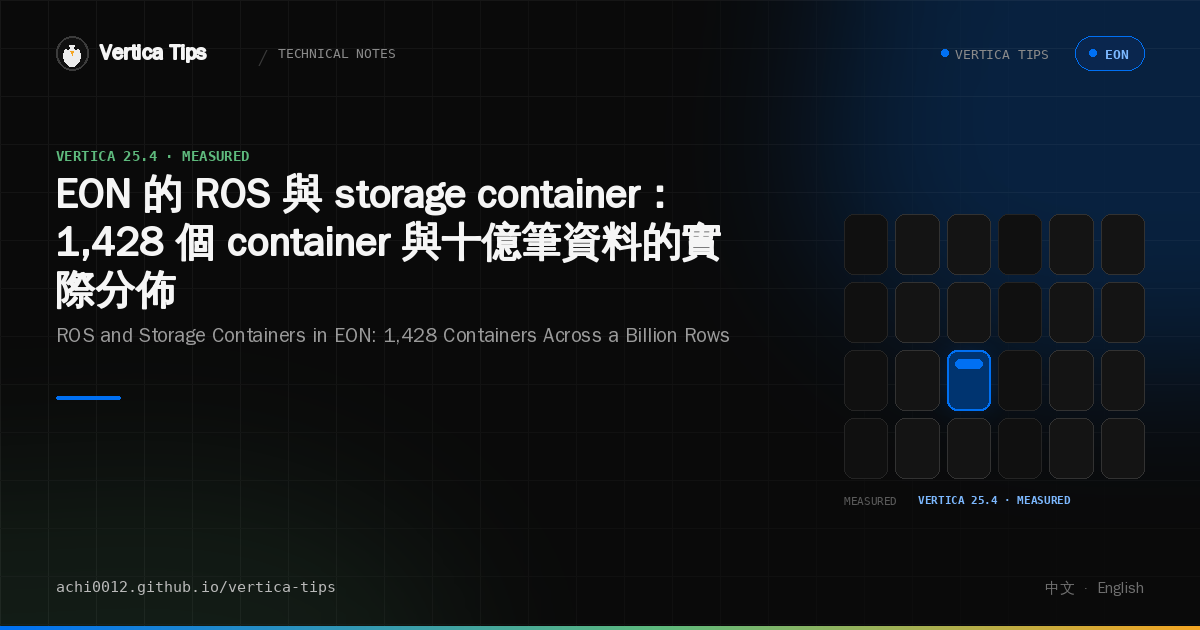 Vertica Tips
/ TECHNICAL NOTES
VERTICA TIPS
EON
VERTICA 25.4 · MEASURED
EON 的 ROS 與 storage container：
1,428 個 container 與十億筆資料的實
際分佈
ROS and Storage Containers in EON: 1,428 Containers Across a Billion Rows
MEASURED
VERTICA 25.4 · MEASURED
achi0012.github.io/vertica-tips
中文 · English